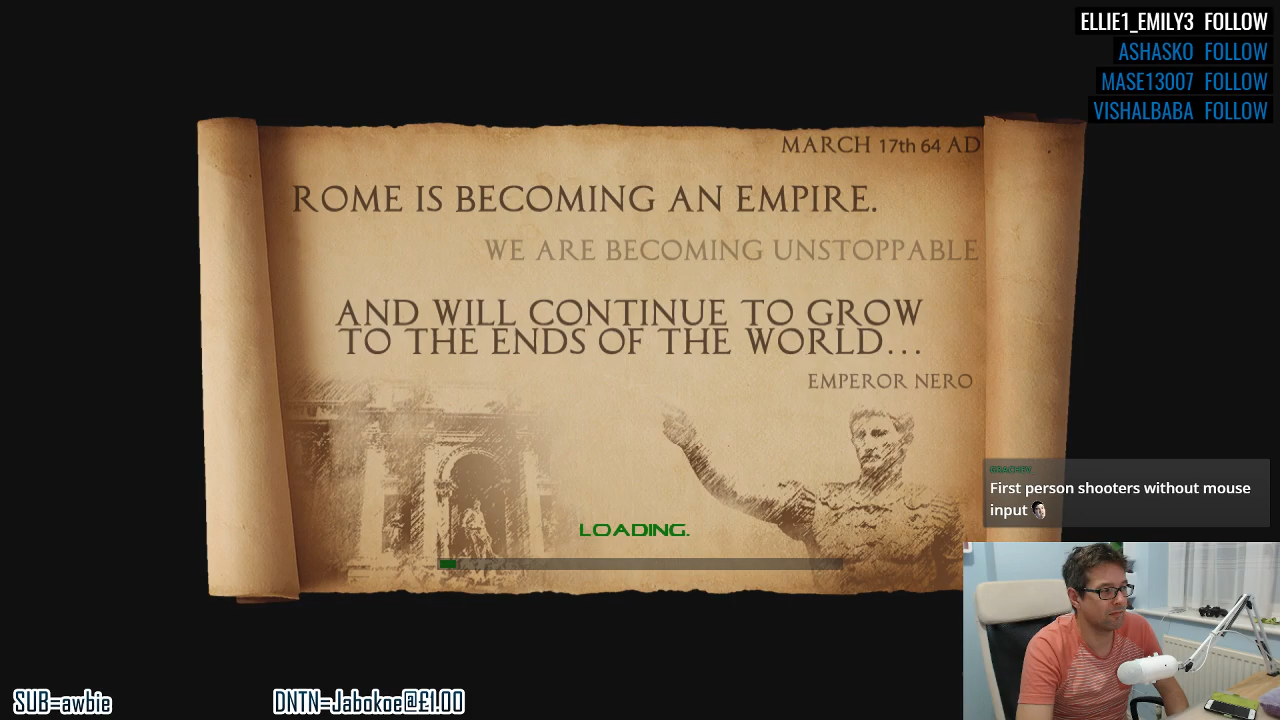 ELLIE1_EMILY3 FOLLOW
ASHASKO FOLLOW
MASE13007 FOLLOW
VISHALBABA FOLLOW
MARCH 17th 64 AD
ROME IS BECOMING AN EMPIRE.
WE ARE BECOMING UNSTOPPABLE
AND WILL CONTINUE TO GROW
TO THE ENDS OF THE WORLD...
EMPEROR NERO
First person shooters without mouse
input
LOADING.
SUB=awbie
DNTN=Jabokoe@£1.00